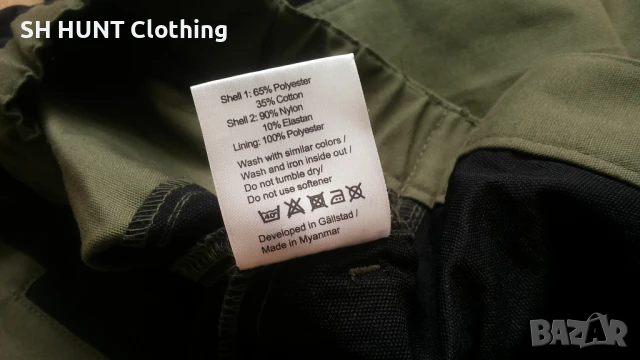 SH HUNT Clothing
Shell 1: 65% Polyester
35% Cotton
Shell 2: 90% Nylon
10% Elastan
Lining: 100% Polyester
Wash with similar colors /
Wash and iron inside out /
Do not tumble dry/
Do not use softener
40°
Developed in Gällstad /
Made in Myanmar
BAZAR